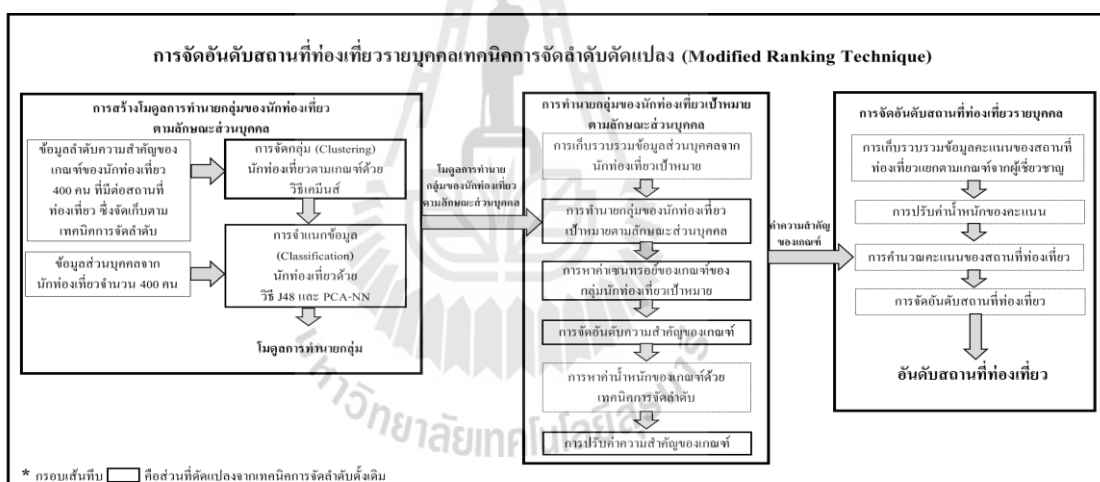 การจัดอันดับสถานที่ท่องเที่ยวรายบุคคลเทคนิคการจัดลำดับดัดแปลง (Modified Ranking Technique)
การสร้างโมดูลการทำนายกลุ่มของนักท่องเที่ยว
ตามลักษณะส่วนบุคคล
ข้อมูลลำดับความสำคัญของ
เกณฑ์ของนักท่องเที่ยว
400 คน ที่มีต่อสถานที่
ท่องเที่ยว ซึ่งจัดเก็บตาม
เทคนิคการจัดลำดับ
การจัดกลุ่ม (Clustering)
นักท่องเที่ยวตามเกณฑ์ด้วย
วิธีเคมีนส์
ข้อมูลส่วนบุคคลจาก
นักท่องเที่ยวจำนวน 400 คน
การจำแนกข้อมูล
(Classification)
นักท่องเที่ยวด้วย
วิธี J48 และ PCA-NN
โมดูลการทำนายกลุ่ม
โมดูลการทำนาย
กลุ่มของนักท่องเที่ยว
ตามลักษณะส่วนบุคคล
การทำนายกลุ่มของนักท่องเที่ยวเป้าหมาย
ตามลักษณะส่วนบุคคล
การเก็บรวบรวมข้อมูลส่วนบุคคลจาก
นักท่องเที่ยวเป้าหมาย
การทำนายกลุ่มของนักท่องเที่ยว
เป้าหมายตามลักษณะส่วนบุคคล
การหาค่าเซนทรอย์ของเกณฑ์ของ
กลุ่มนักท่องเที่ยวเป้าหมาย
การจัดอันดับความสำคัญของเกณฑ์
การหาค่าน้ำหนักของเกณฑ์ด้วย
เทคนิคการจัดลำดับ
การปรับค่าความสำคัญของเกณฑ์
ค่าความสำคัญ
ของเกณฑ์
การจัดอันดับสถานที่ท่องเที่ยวรายบุคคล
การเก็บรวบรวมข้อมูลคะแนนของสถานที่
ท่องเที่ยวแยกตามเกณฑ์จากผู้เชี่ยวชาญ
การปรับค่าน้ำหนักของคะแนน
การคำนวณคะแนนของสถานที่ท่องเที่ยว
การจัดอันดับสถานที่ท่องเที่ยว
อันดับสถานที่ท่องเที่ยว
มหาวิทยาลัยเทคโนโลยีสุรนารี
* กรอบเส้นทึบ คือส่วนที่ดัดแปลงจากเทคนิคการจัดลำดับดั้งเดิม